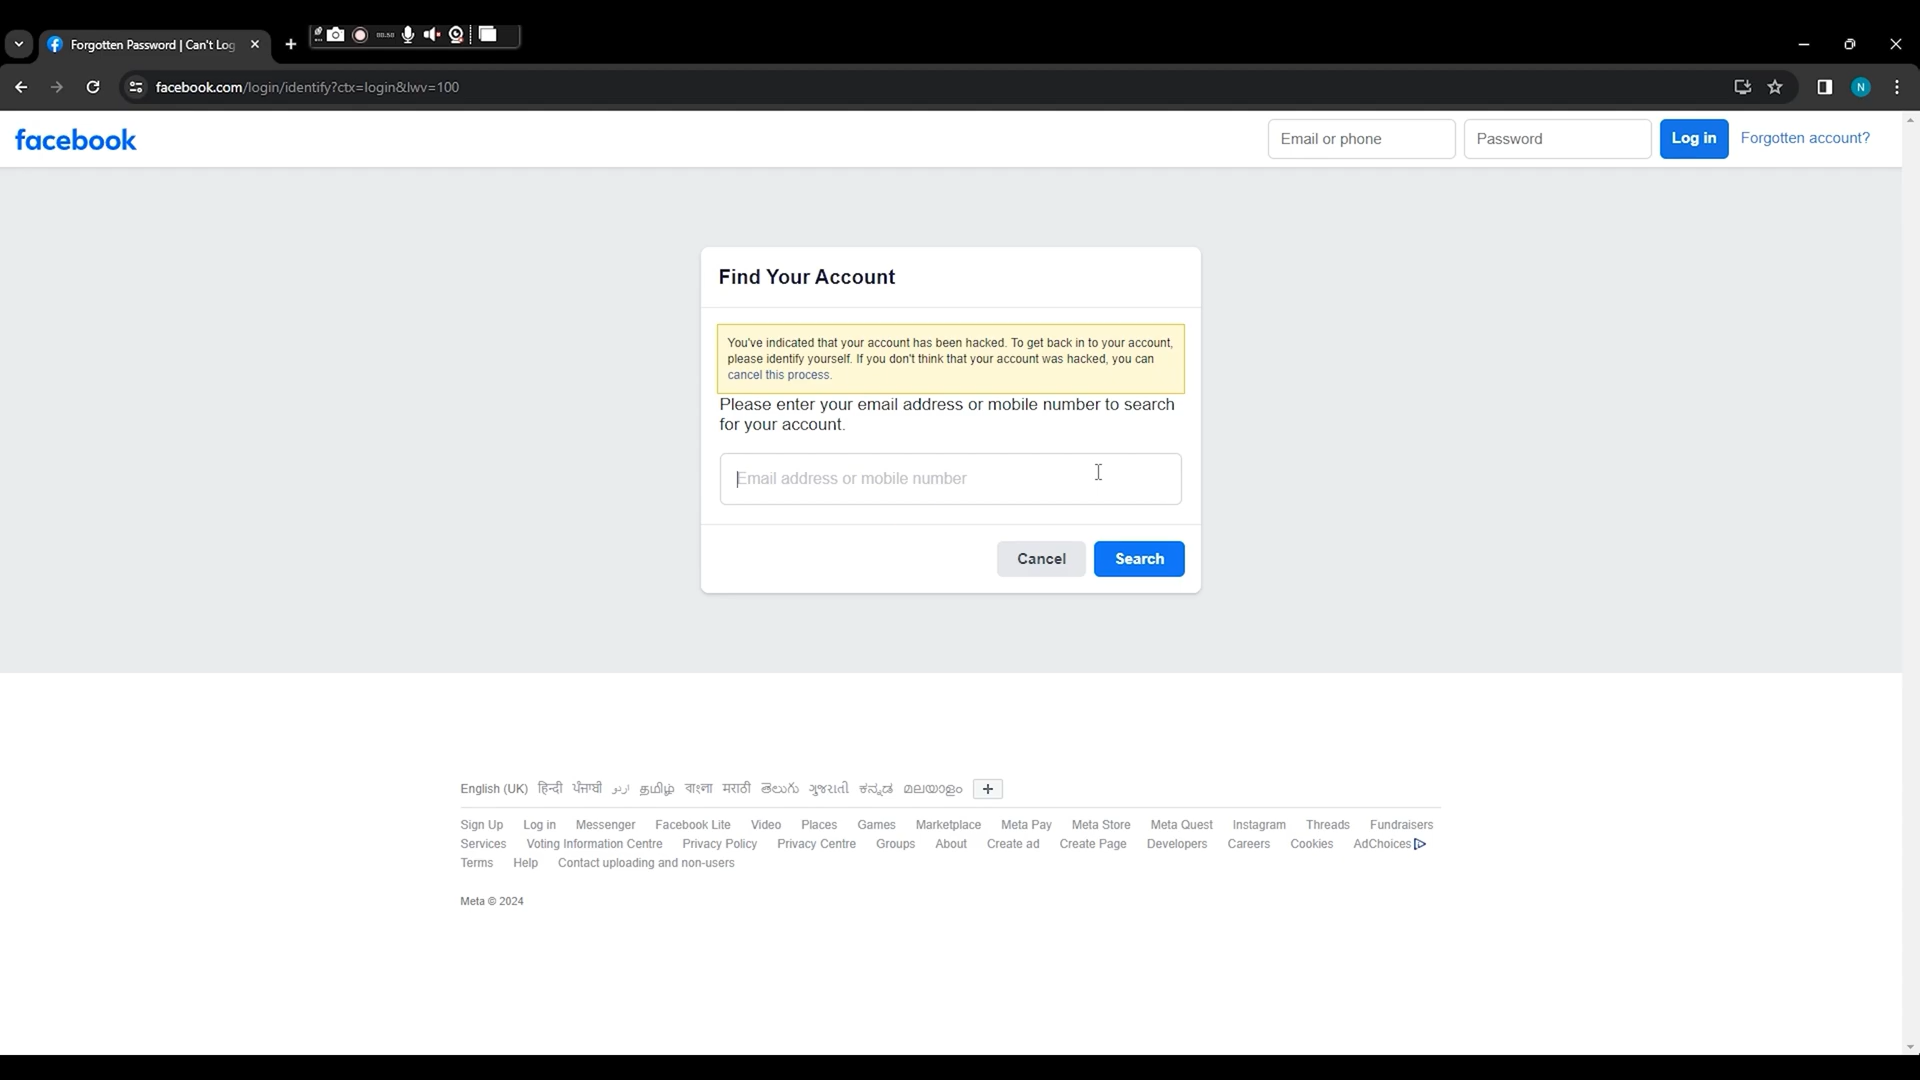 Forgotten Password | Can't Log
facebook.com/login/identify?ctx=login&lwv=100
N
facebook
Email or phone
Password
Log in
Forgotten account?
Find Your Account
You've indicated that your account has been hacked. To get back in to your account,
please identify yourself. If you don't think that your account was hacked, you can
cancel this process.
Please enter your email address or mobile number to search
for your account.
Email address or mobile number
Cancel
Search
English (UK) हिन्दी ਪੰਜਾਬੀ اردو தமிழ் বাংলা मराठी తెలుగు ગુજરાતી ಕನ್ನಡ മലയാളം +
Sign Up Log in Messenger Facebook Lite Video Places Games Marketplace Meta Pay Meta Store Meta Quest Instagram Threads Fundraisers
Services Voting Information Centre Privacy Policy Privacy Centre Groups About Create ad Create Page Developers Careers Cookies AdChoices
Terms Help Contact uploading and non-users
Meta © 2024